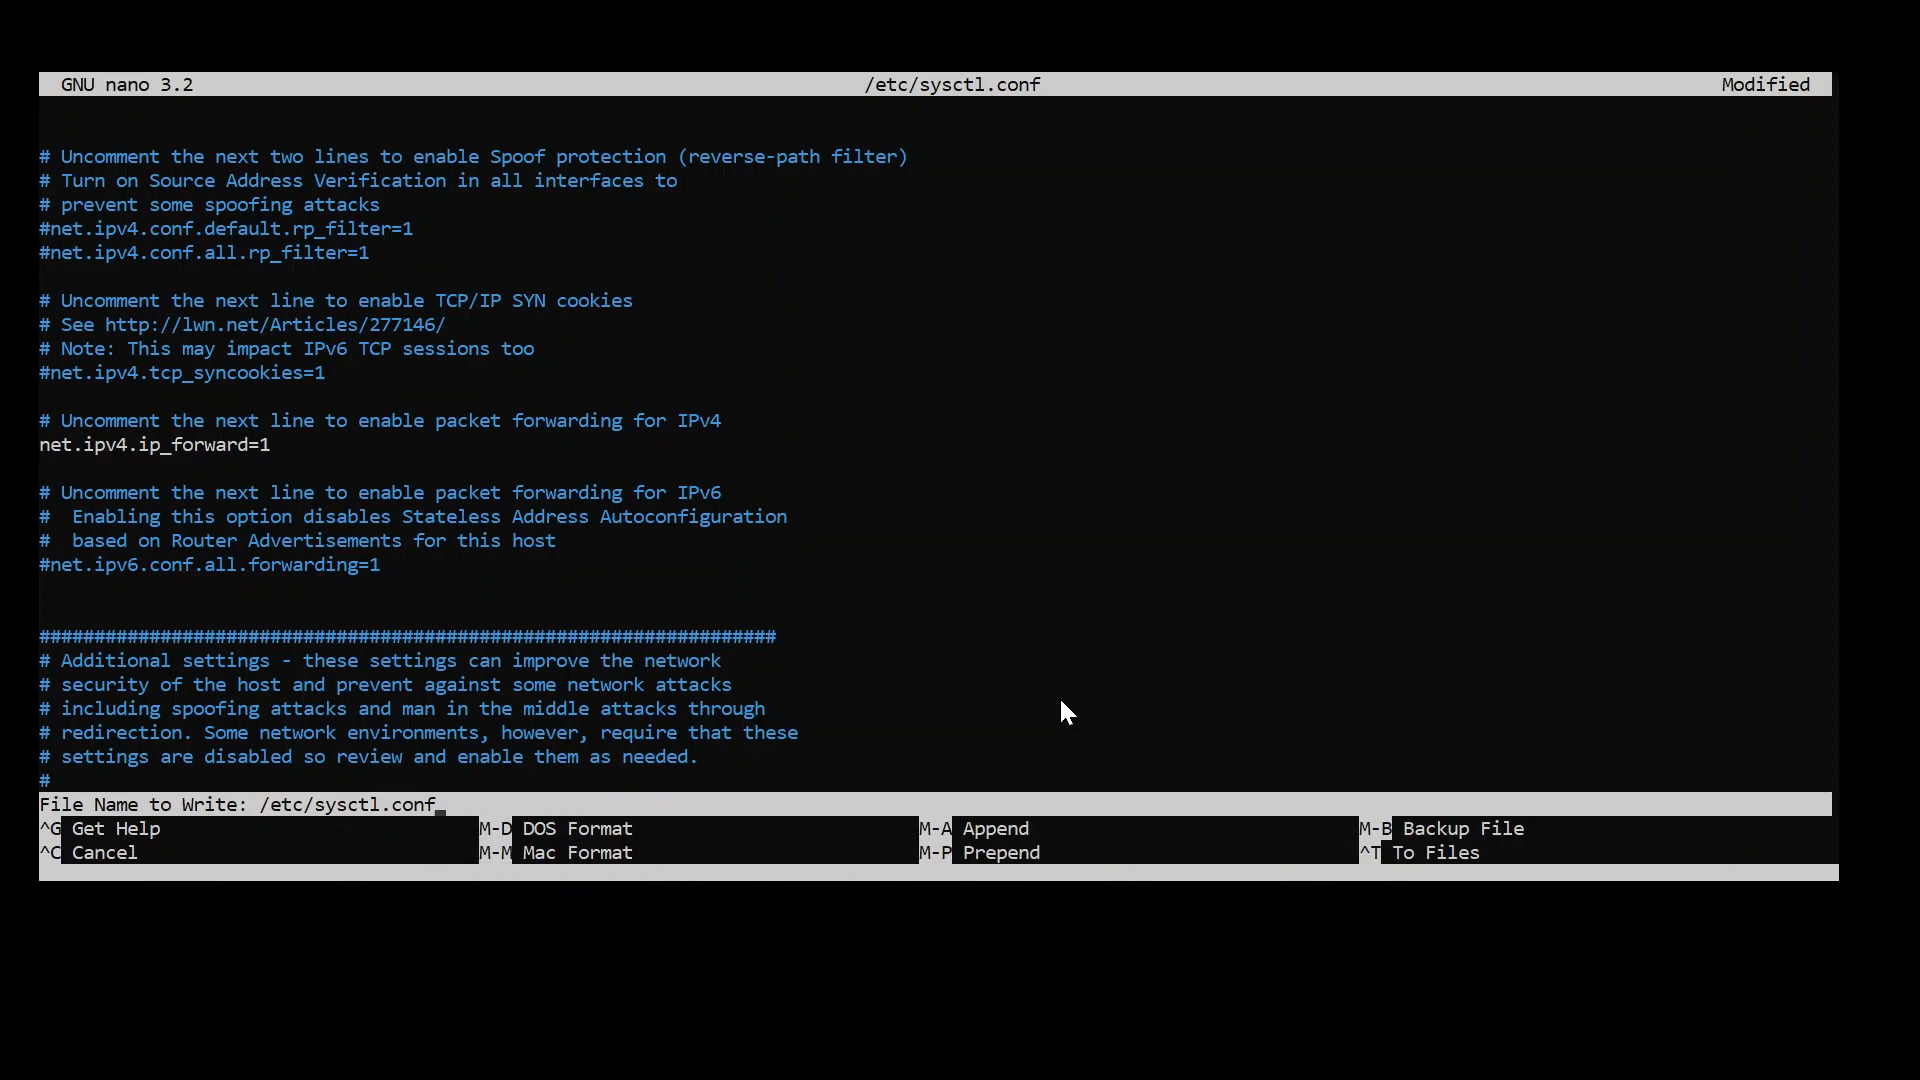 GNU nano 3.2 /etc/sysctl.conf Modified
# Uncomment the next two lines to enable Spoof protection (reverse-path filter)
# Turn on Source Address Verification in all interfaces to
# prevent some spoofing attacks
#net.ipv4.conf.default.rp_filter=1
#net.ipv4.conf.all.rp_filter=1
# Uncomment the next line to enable TCP/IP SYN cookies
# See http://lwn.net/Articles/277146/
# Note: This may impact IPv6 TCP sessions too
#net.ipv4.tcp_syncookies=1
# Uncomment the next line to enable packet forwarding for IPv4
net.ipv4.ip_forward=1
# Uncomment the next line to enable packet forwarding for IPv6
#  Enabling this option disables Stateless Address Autoconfiguration
#  based on Router Advertisements for this host
#net.ipv6.conf.all.forwarding=1
###################################################################
# Additional settings - these settings can improve the network
# security of the host and prevent against some network attacks
# including spoofing attacks and man in the middle attacks through
# redirection. Some network environments, however, require that these
# settings are disabled so review and enable them as needed.
#
File Name to Write: /etc/sysctl.conf
^G Get Help M-D DOS Format M-A Append M-B Backup File
^C Cancel M-M Mac Format M-P Prepend ^T To Files